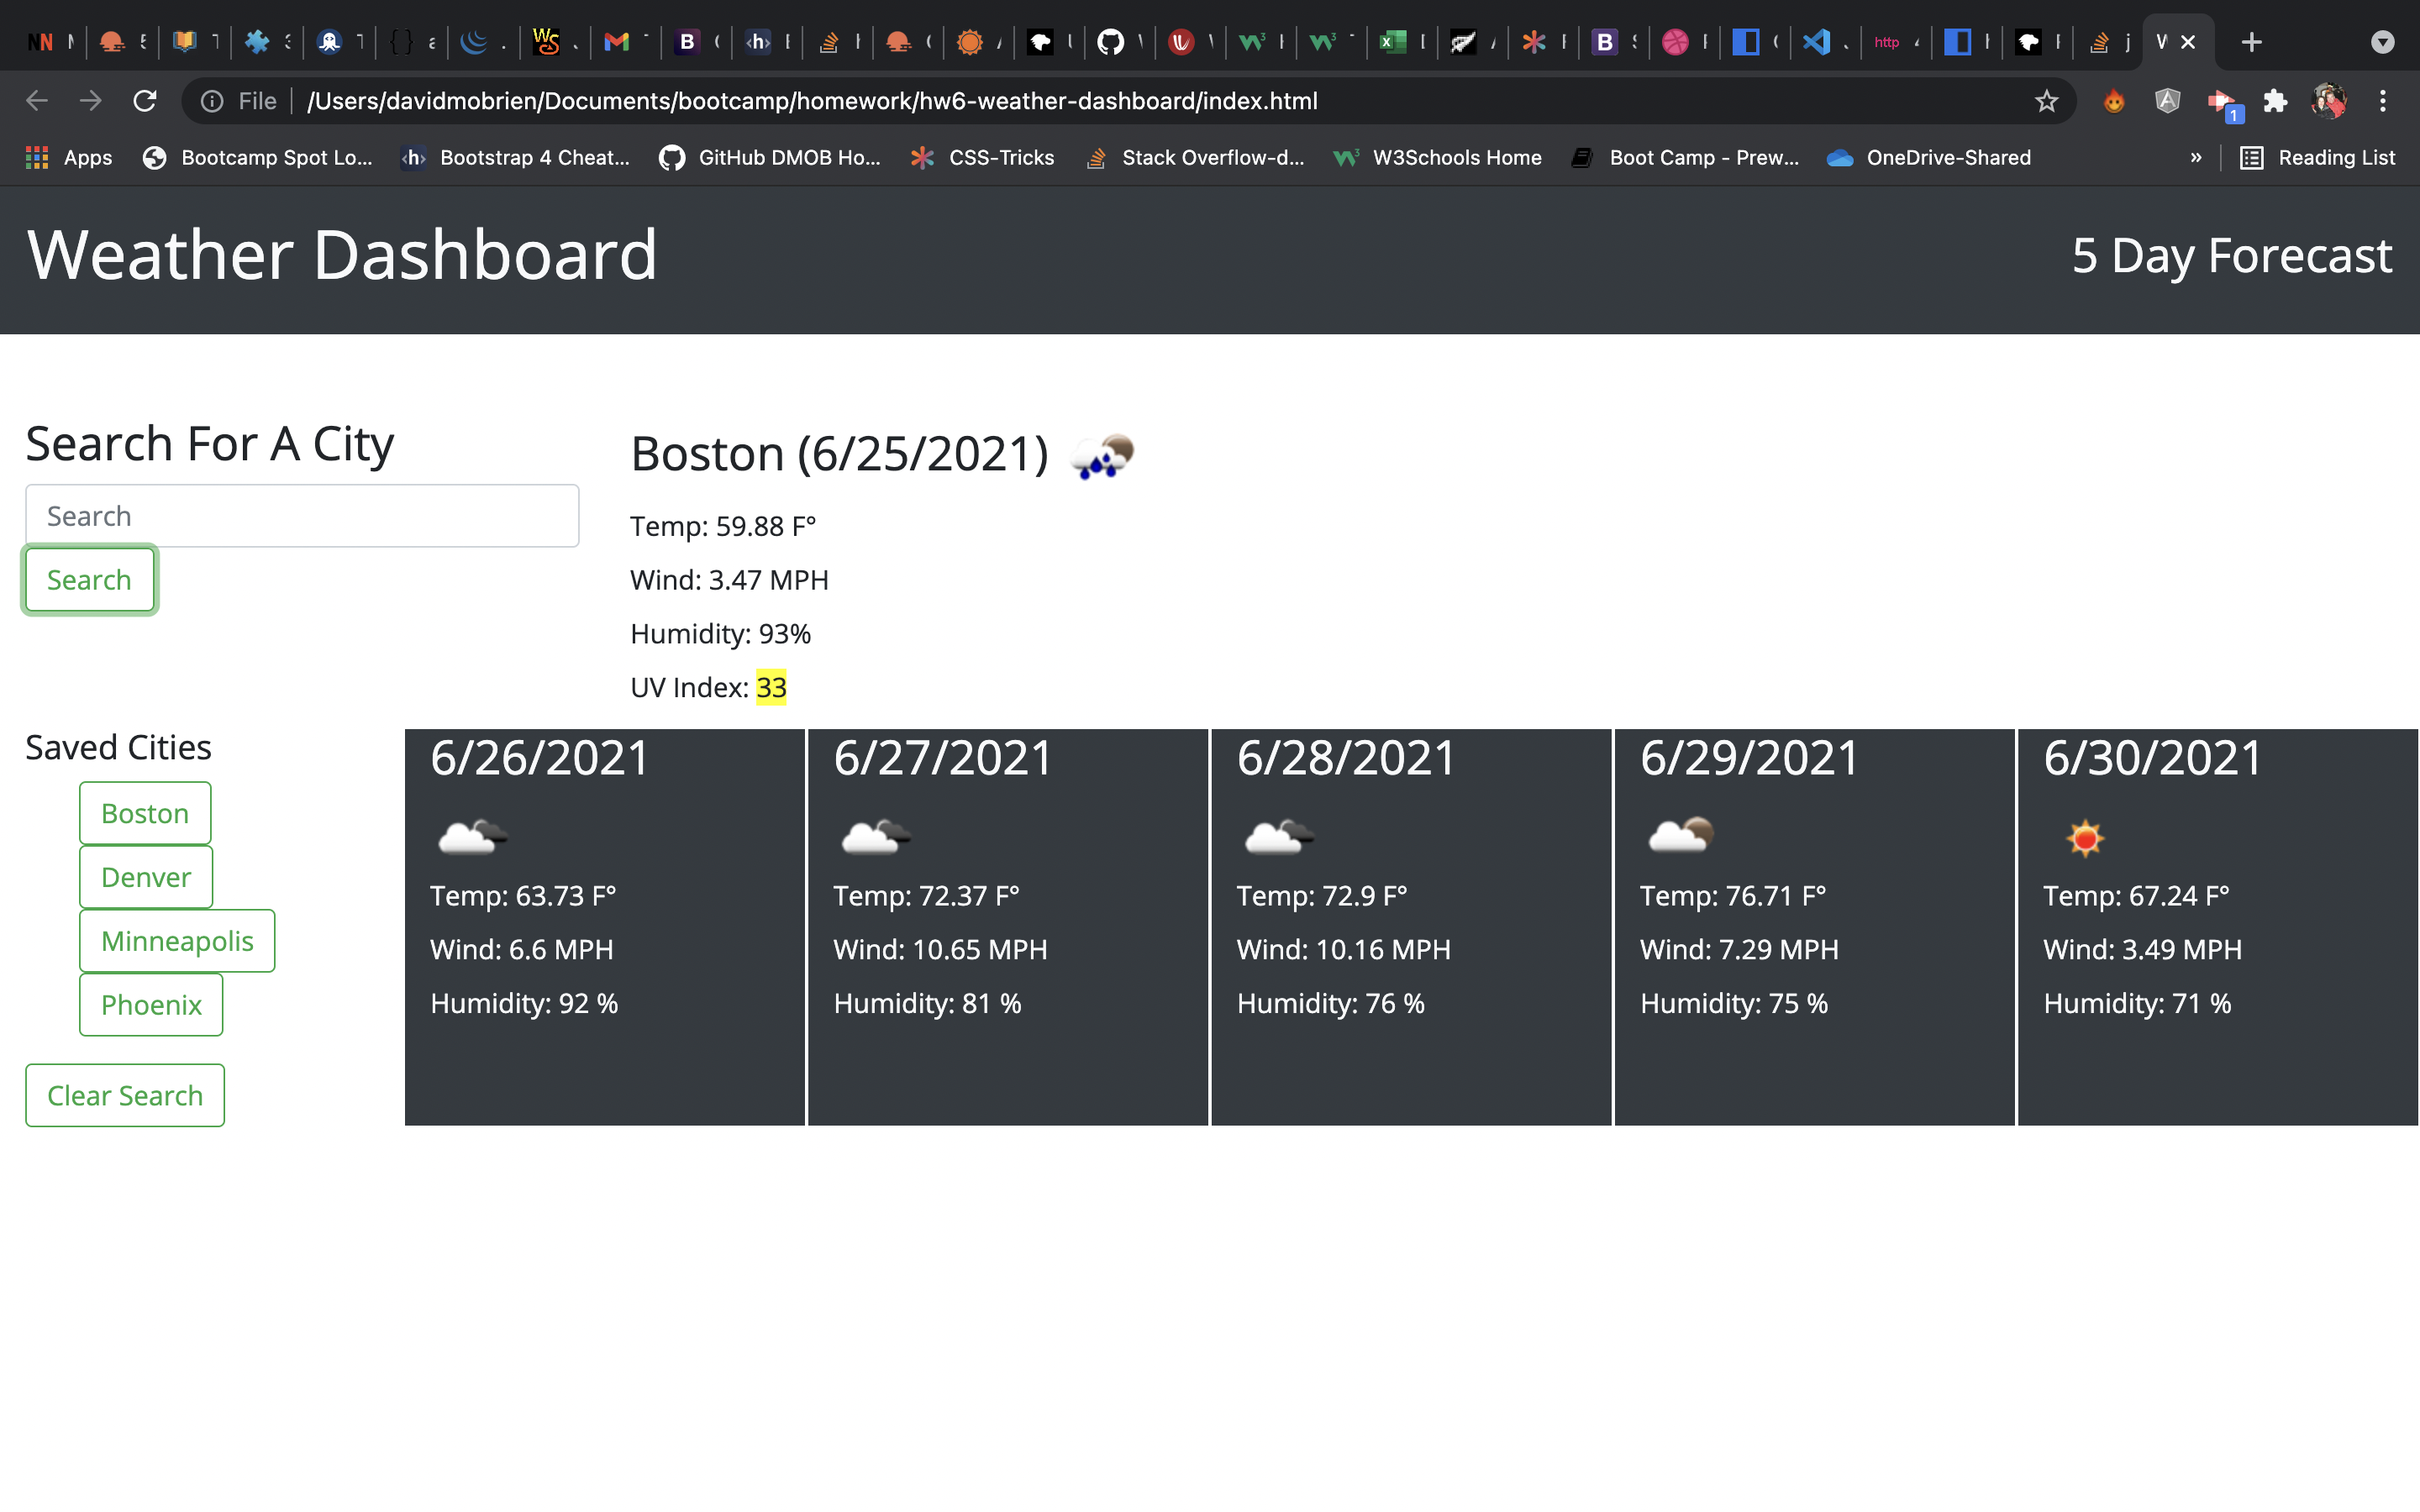 File /Users/davidmobrien/Documents/bootcamp/homework/hw6-weather-dashboard/index.html
1
Apps Bootcamp Spot Lo... Bootstrap 4 Cheat... GitHub DMOB Ho... CSS-Tricks Stack Overflow-d... W3Schools Home Boot Camp - Prew... OneDrive-Shared » Reading List
Weather Dashboard
5 Day Forecast
Search For A City
Search
Search
Boston (6/25/2021)
Temp: 59.88 F°
Wind: 3.47 MPH
Humidity: 93%
UV Index: 33
Saved Cities
Boston
Denver
Minneapolis
Phoenix
Clear Search
6/26/2021
Temp: 63.73 F°
Wind: 6.6 MPH
Humidity: 92 %
6/27/2021
Temp: 72.37 F°
Wind: 10.65 MPH
Humidity: 81 %
6/28/2021
Temp: 72.9 F°
Wind: 10.16 MPH
Humidity: 76 %
6/29/2021
Temp: 76.71 F°
Wind: 7.29 MPH
Humidity: 75 %
6/30/2021
Temp: 67.24 F°
Wind: 3.49 MPH
Humidity: 71 %